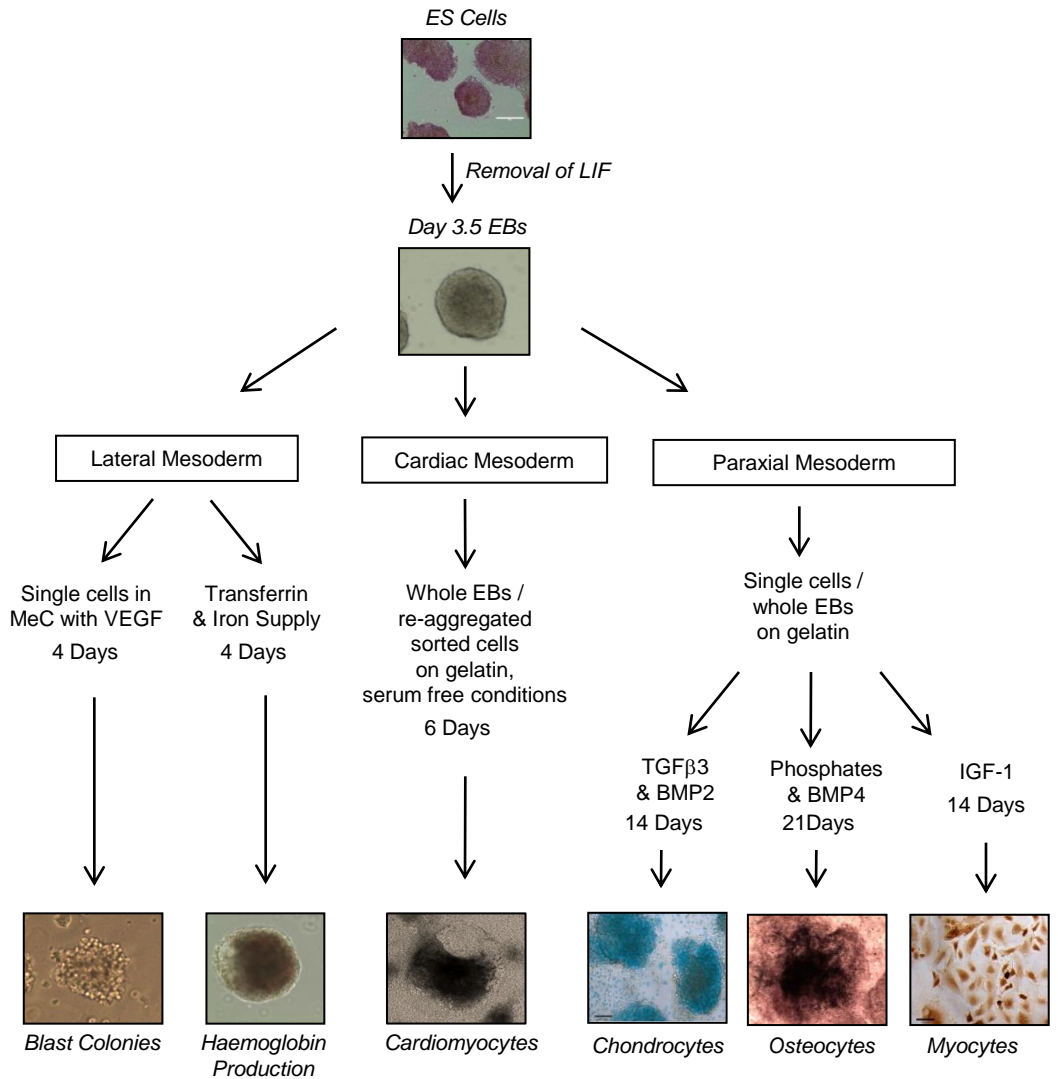 ES Cells
Removal of LIF
Day 3.5 EBs
Lateral Mesoderm
Cardiac Mesoderm
Paraxial Mesoderm
Single cells in
MeC with VEGF
4 Days
Transferrin
& Iron Supply
4 Days
Whole EBs /
re-aggregated
sorted cells
on gelatin,
serum free conditions
6 Days
Single cells /
whole EBs
on gelatin
TGFβ3
& BMP2
14 Days
Phosphates
& BMP4
21Days
IGF-1
14 Days
Blast Colonies
Haemoglobin
Production
Cardiomyocytes
Chondrocytes
Osteocytes
Myocytes